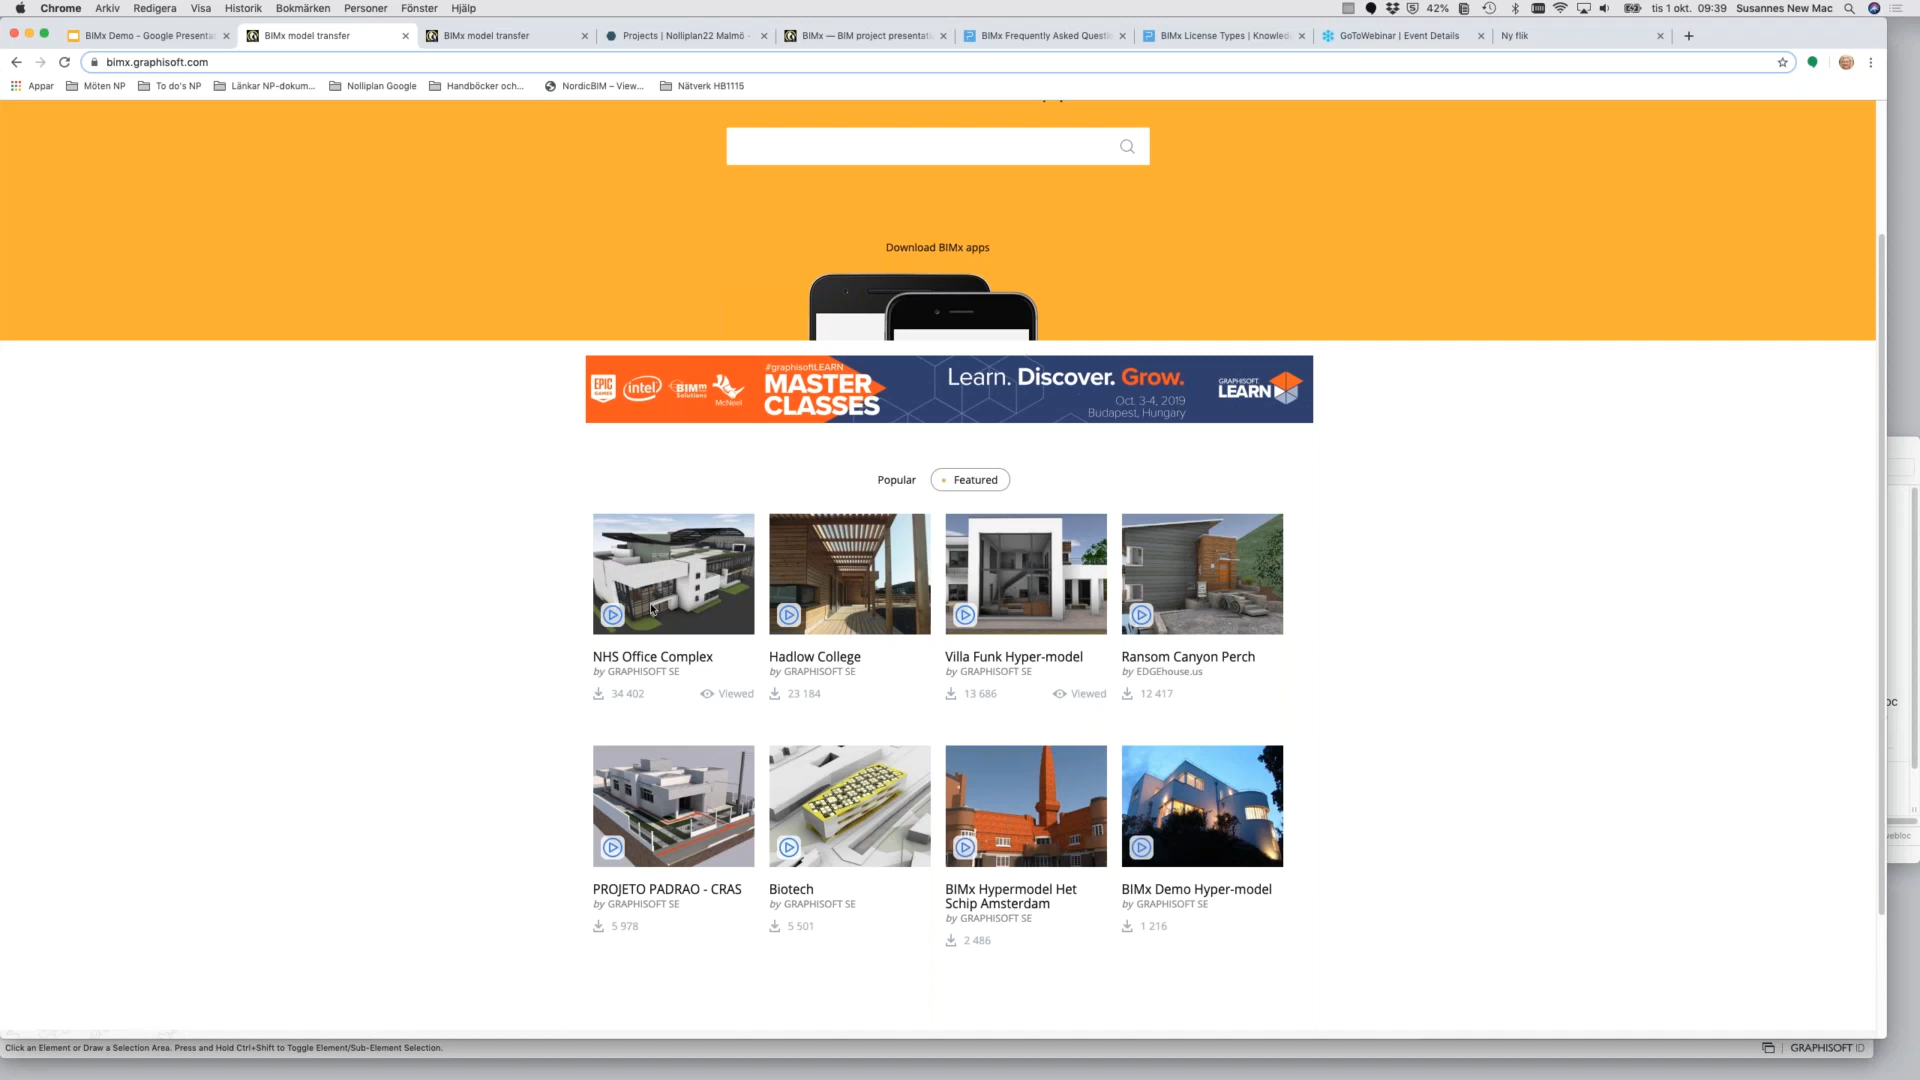 Chrome Arkiv Redigera Visa Historik Bokmärken Personer Fönster Hjälp 42% tis 1 okt. 09:39 Susannes New Mac
BIMx Demo - Google Presenta BIMx model transfer BIMx model transfer Projects | Nolliplan22 Malmö - BIMx — BIM project presentati BIMx Frequently Asked Questi BIMx License Types | Knowled GoToWebinar | Event Details Ny flik
bimx.graphisoft.com
Appar Möten NP To do's NP Länkar NP-dokum... Nolliplan Google Handböcker och... NordicBIM – View... Nätverk HB1115
Download BIMx apps
EPIC GAMES intel BIMm Solutions McNeel #graphisoftLEARN MASTER CLASSES Learn. Discover. Grow. Oct. 3-4, 2019 Budapest, Hungary GRAPHISOFT LEARN
Popular Featured
NHS Office Complex Hadlow College Villa Funk Hyper-model Ransom Canyon Perch
by GRAPHISOFT SE by GRAPHISOFT SE by GRAPHISOFT SE by EDGEhouse.us
34 402 Viewed 23 184 13 686 Viewed 12 417
PROJETO PADRAO - CRAS Biotech BIMx Hypermodel Het Schip Amsterdam BIMx Demo Hyper-model
by GRAPHISOFT SE by GRAPHISOFT SE by GRAPHISOFT SE by GRAPHISOFT SE
5 978 5 501 2 486 1 216
Click an Element or Draw a Selection Area. Press and Hold Ctrl+Shift to Toggle Element/Sub-Element Selection. GRAPHISOFT ID